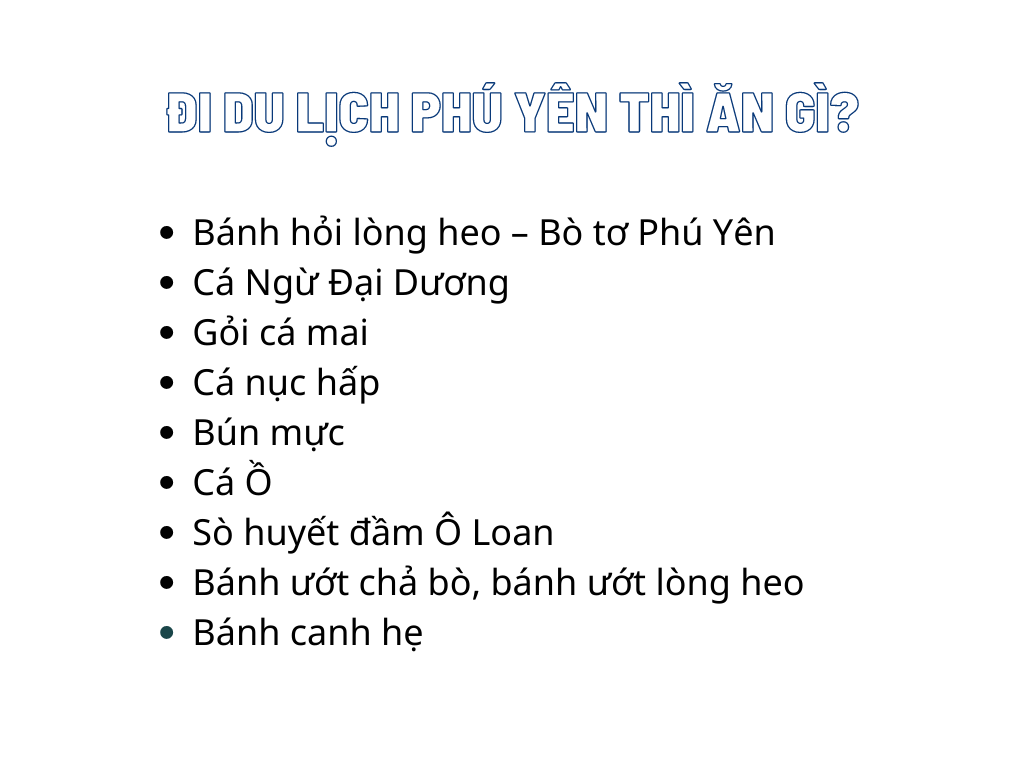 ĐI DU LỊCH PHÚ YÊN THÌ ĂN GÌ?
• Bánh hỏi lòng heo – Bò tơ Phú Yên
• Cá Ngừ Đại Dương
• Gỏi cá mai
• Cá nục hấp
• Bún mực
• Cá Ồ
• Sò huyết đầm Ô Loan
• Bánh ướt chả bò, bánh ướt lòng heo
• Bánh canh hẹ